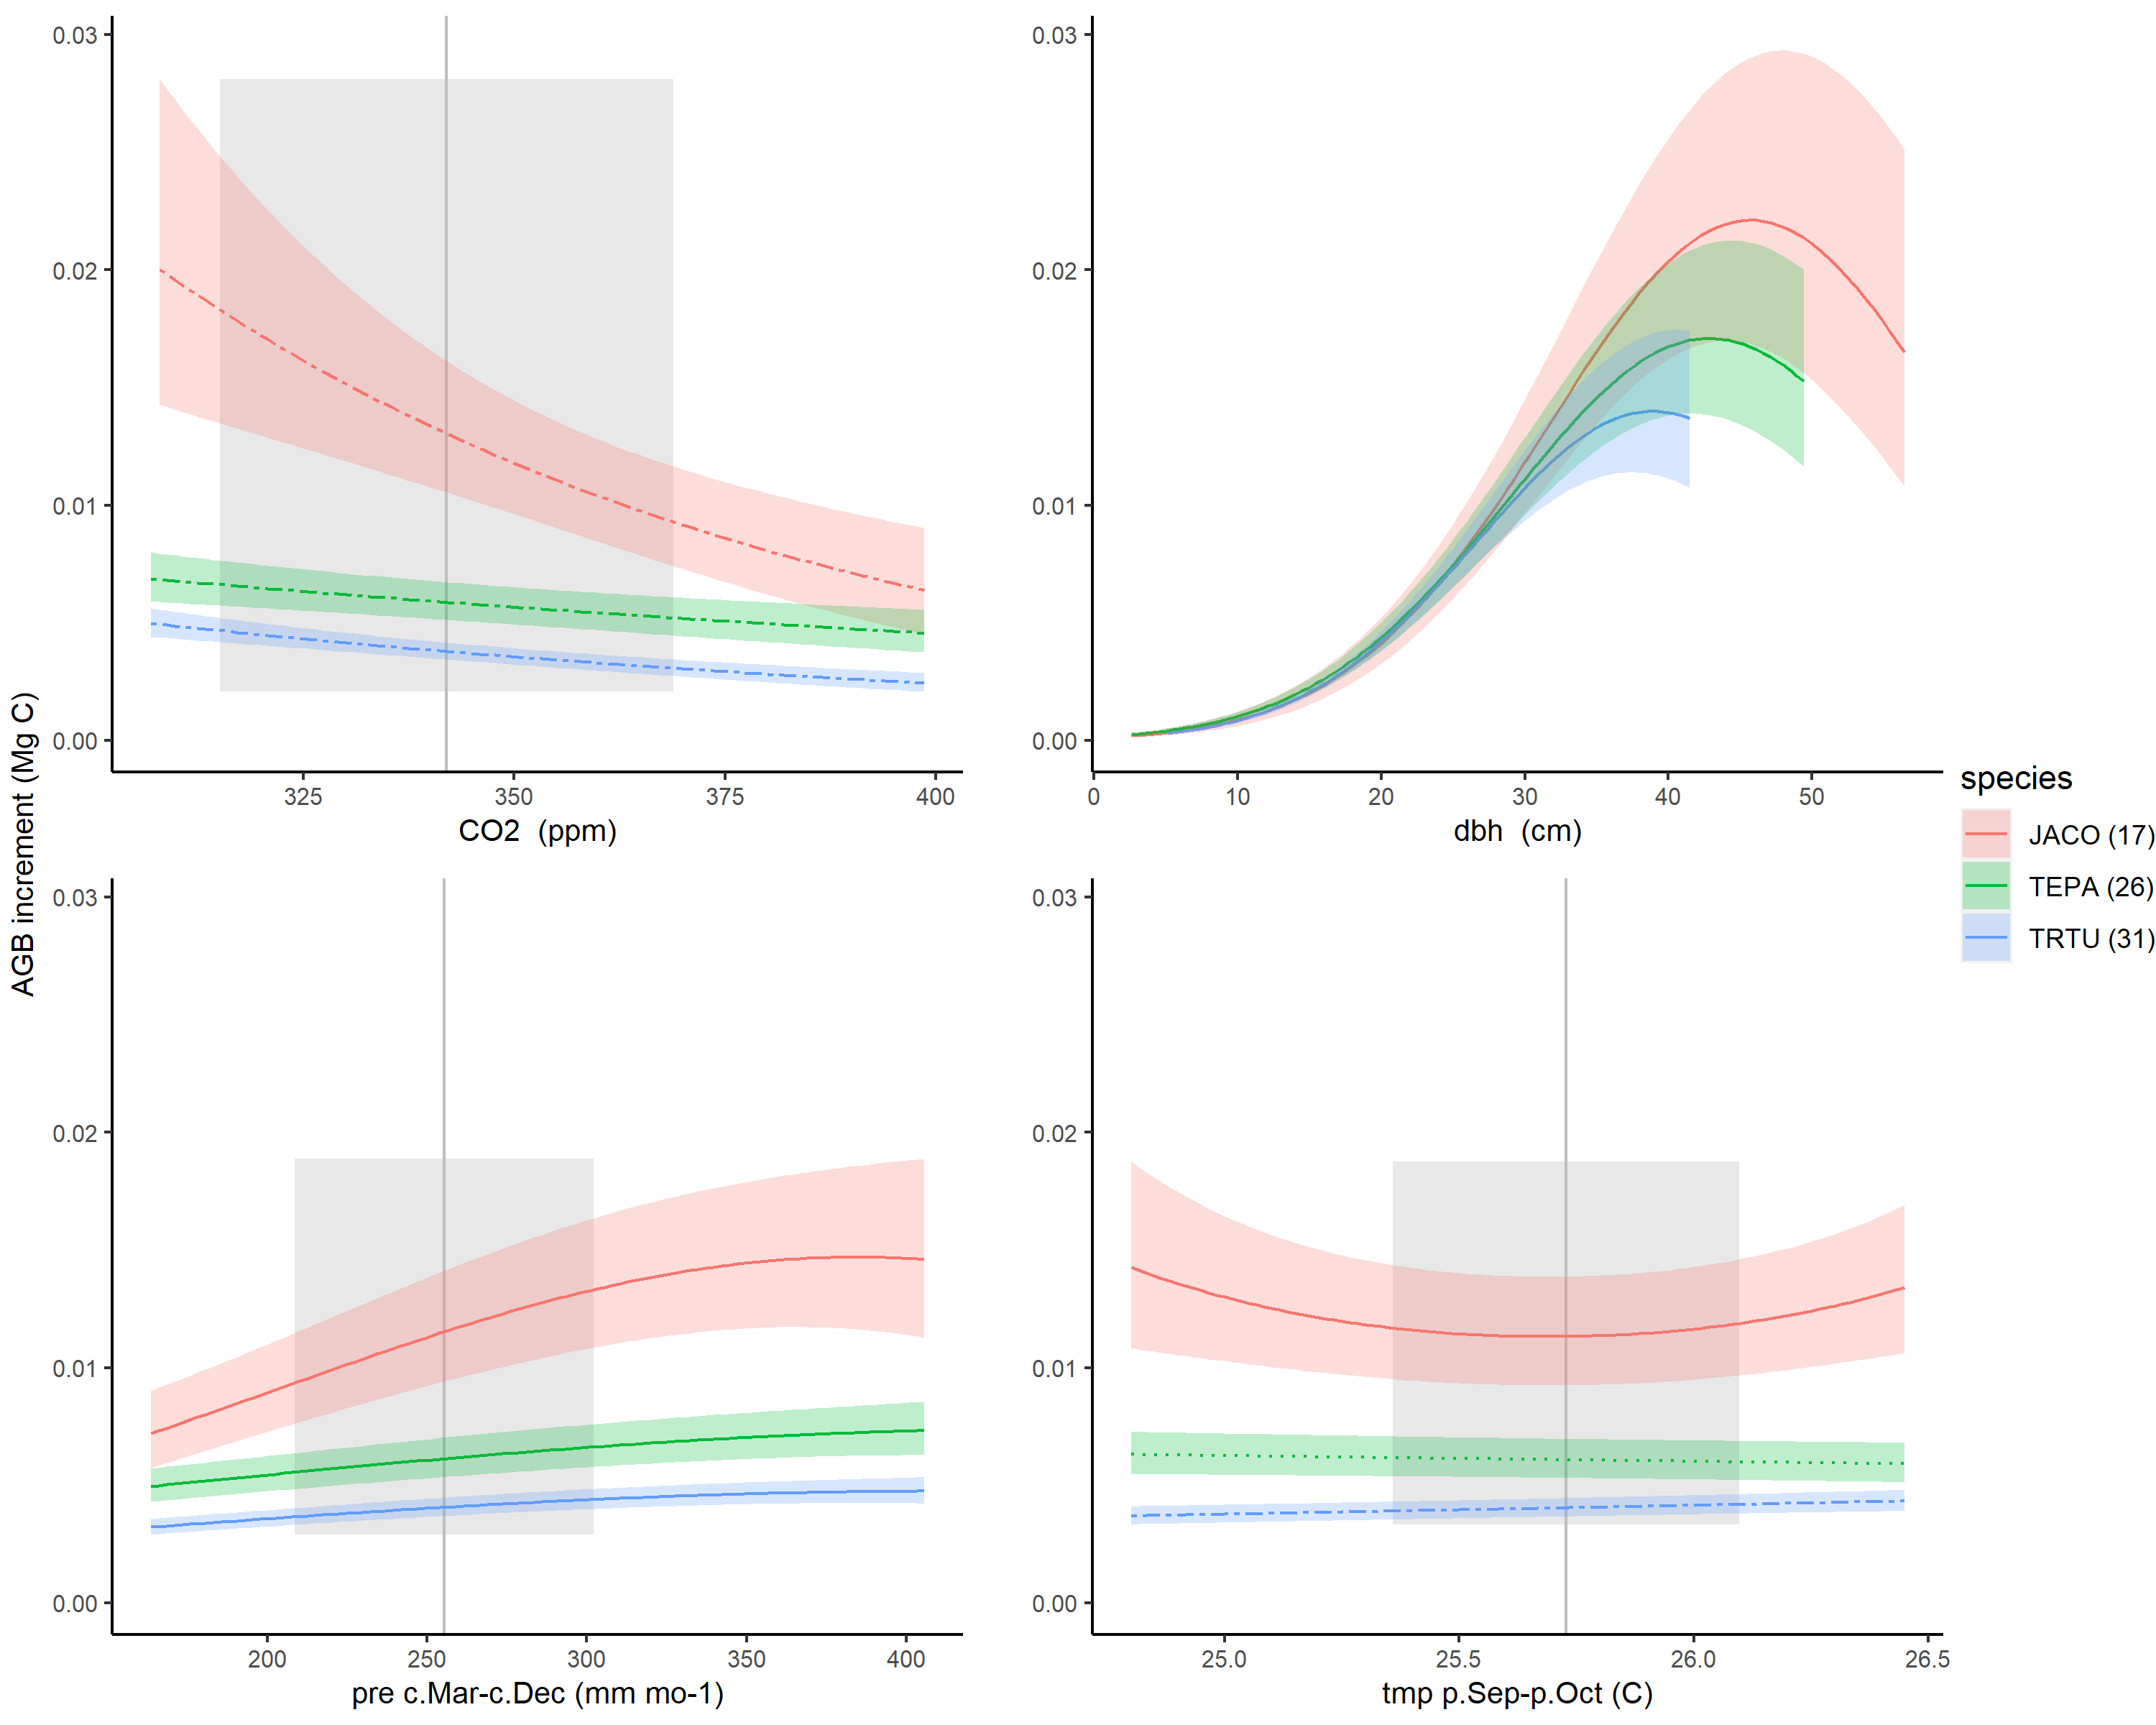 AGB increment (Mg C)
0.03
0.02
0.01
0.00
325 350 375 400
CO2  (ppm)
0.03
0.02
0.01
0.00
0 10 20 30 40 50
dbh  (cm)
0.03
0.02
0.01
0.00
200 250 300 350 400
pre c.Mar-c.Dec (mm mo-1)
0.03
0.02
0.01
0.00
25.0 25.5 26.0 26.5
tmp p.Sep-p.Oct (C)
species
JACO (17)
TEPA (26)
TRTU (31)